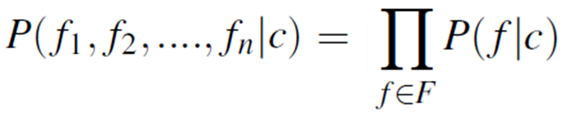 P(f₁, f₂, ...., fₙ|c) = ∏ P(f|c)
f∈F